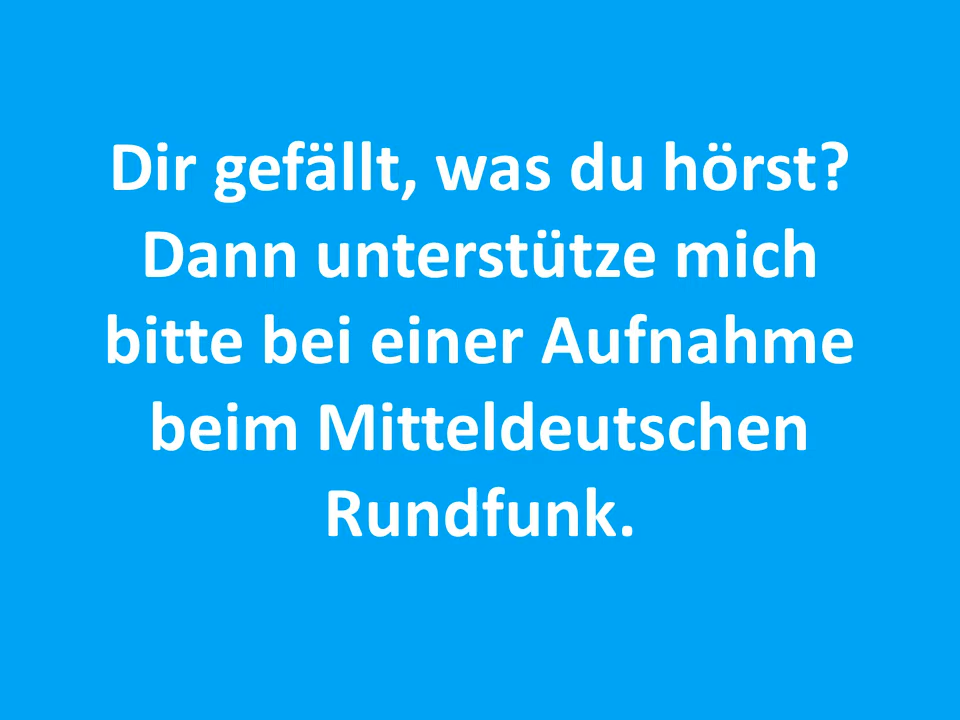 Dir gefällt, was du hörst?
Dann unterstütze mich
bitte bei einer Aufnahme
beim Mitteldeutschen
Rundfunk.